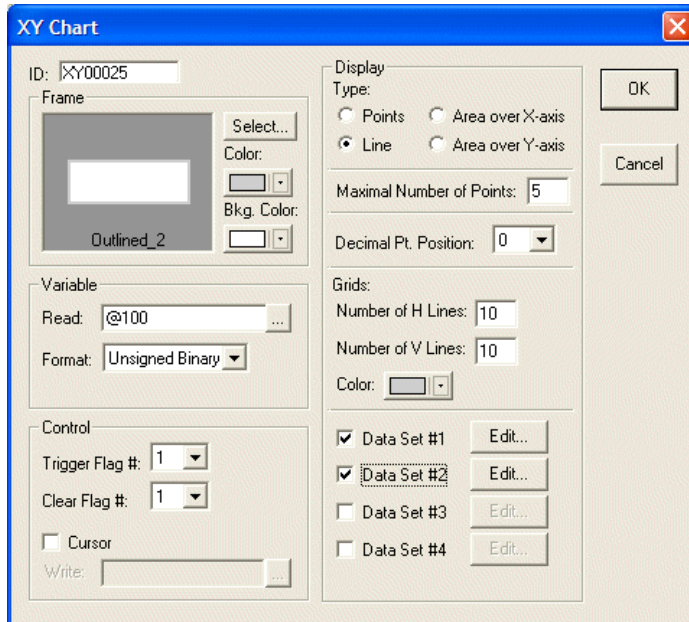 XY Chart
ID: XY00025
Frame
Select...
Color:
Bkg. Color:
Outlined_2
Variable
Read: @100 ...
Format: Unsigned Binary
Control
Trigger Flag #: 1
Clear Flag #: 1
Cursor
Write: ...
Display
Type:
Points Area over X-axis
Line Area over Y-axis
Maximal Number of Points: 5
Decimal Pt. Position: 0
Grids:
Number of H Lines: 10
Number of V Lines: 10
Color:
Data Set #1 Edit...
Data Set #2 Edit...
Data Set #3 Edit...
Data Set #4 Edit...
OK
Cancel